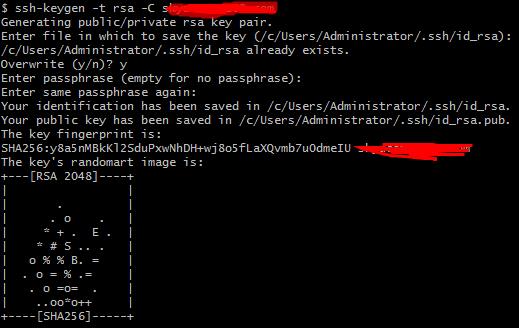 $ ssh-keygen -t rsa -C
Generating public/private rsa key pair.
Enter file in which to save the key (/c/Users/Administrator/.ssh/id_rsa):
/c/Users/Administrator/.ssh/id_rsa already exists.
Overwrite (y/n)? y
Enter passphrase (empty for no passphrase):
Enter same passphrase again:
Your identification has been saved in /c/Users/Administrator/.ssh/id_rsa.
Your public key has been saved in /c/Users/Administrator/.ssh/id_rsa.pub.
The key fingerprint is:
SHA256:y8a5nMBkKl2SduPxwNhDH+wj8o5fLaXQvmb7uOdmeIU
The key's randomart image is:
+---[RSA 2048]----+
|                 |
|       .         |
|      . o    .   |
|     * + .  E .  |
|    * # S .. .   |
|   o % % B. =    |
|  . o = % .=     |
|   . o =o=  .    |
|    ..oo*o++     |
+----[SHA256]-----+